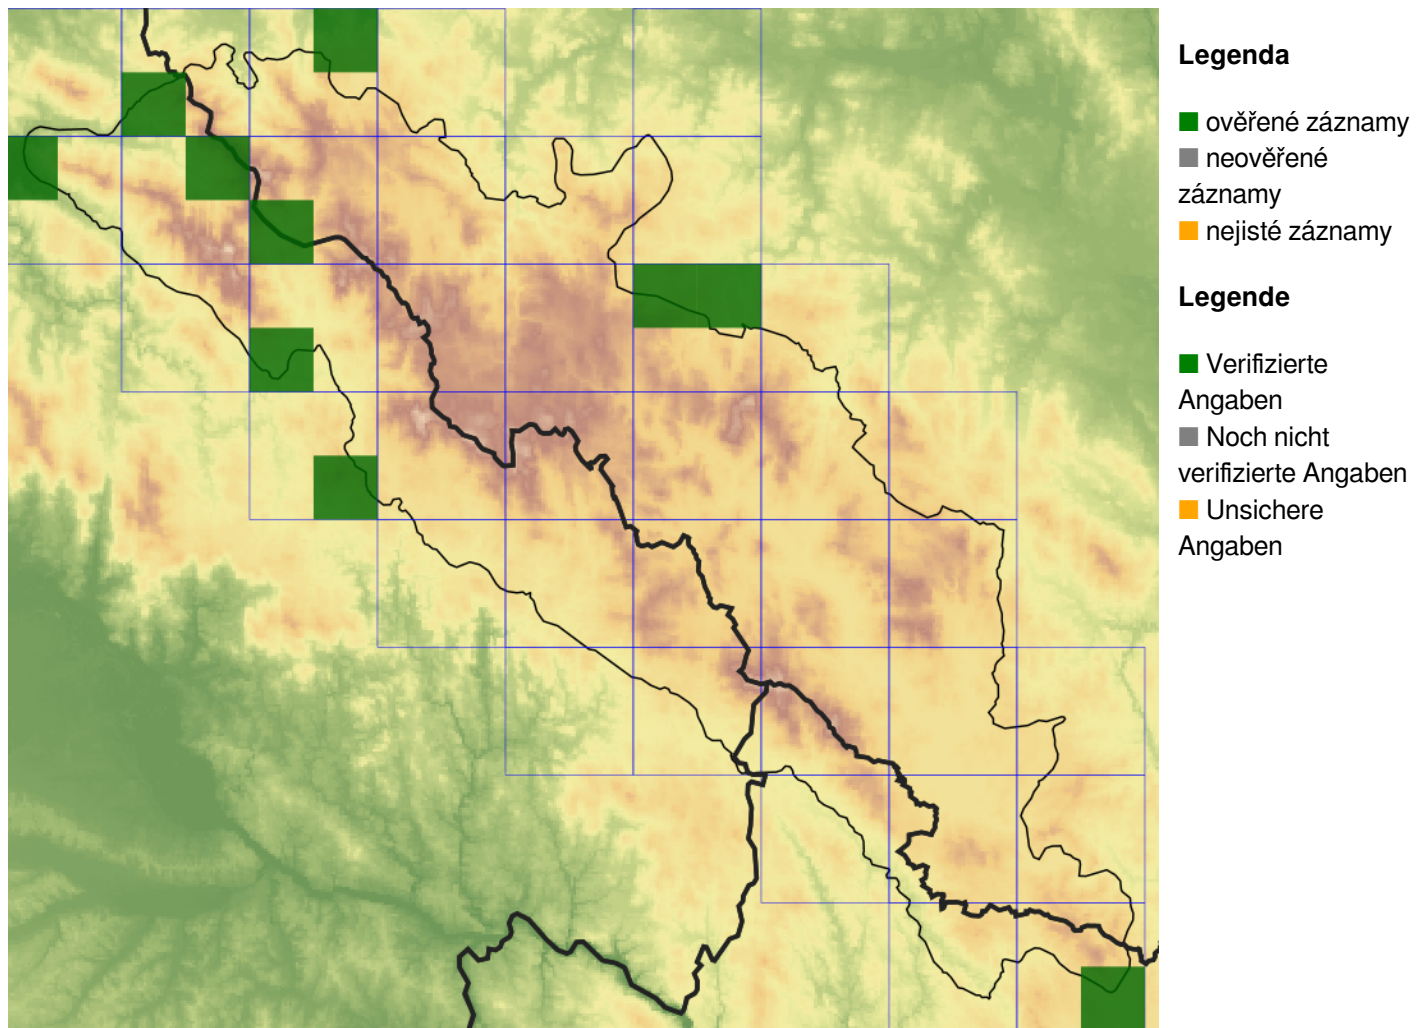 Legenda
ověřené záznamy
neověřené
záznamy
nejisté záznamy
Legende
Verifizierte
Angaben
Noch nicht
verifizierte Angaben
Unsichere
Angaben